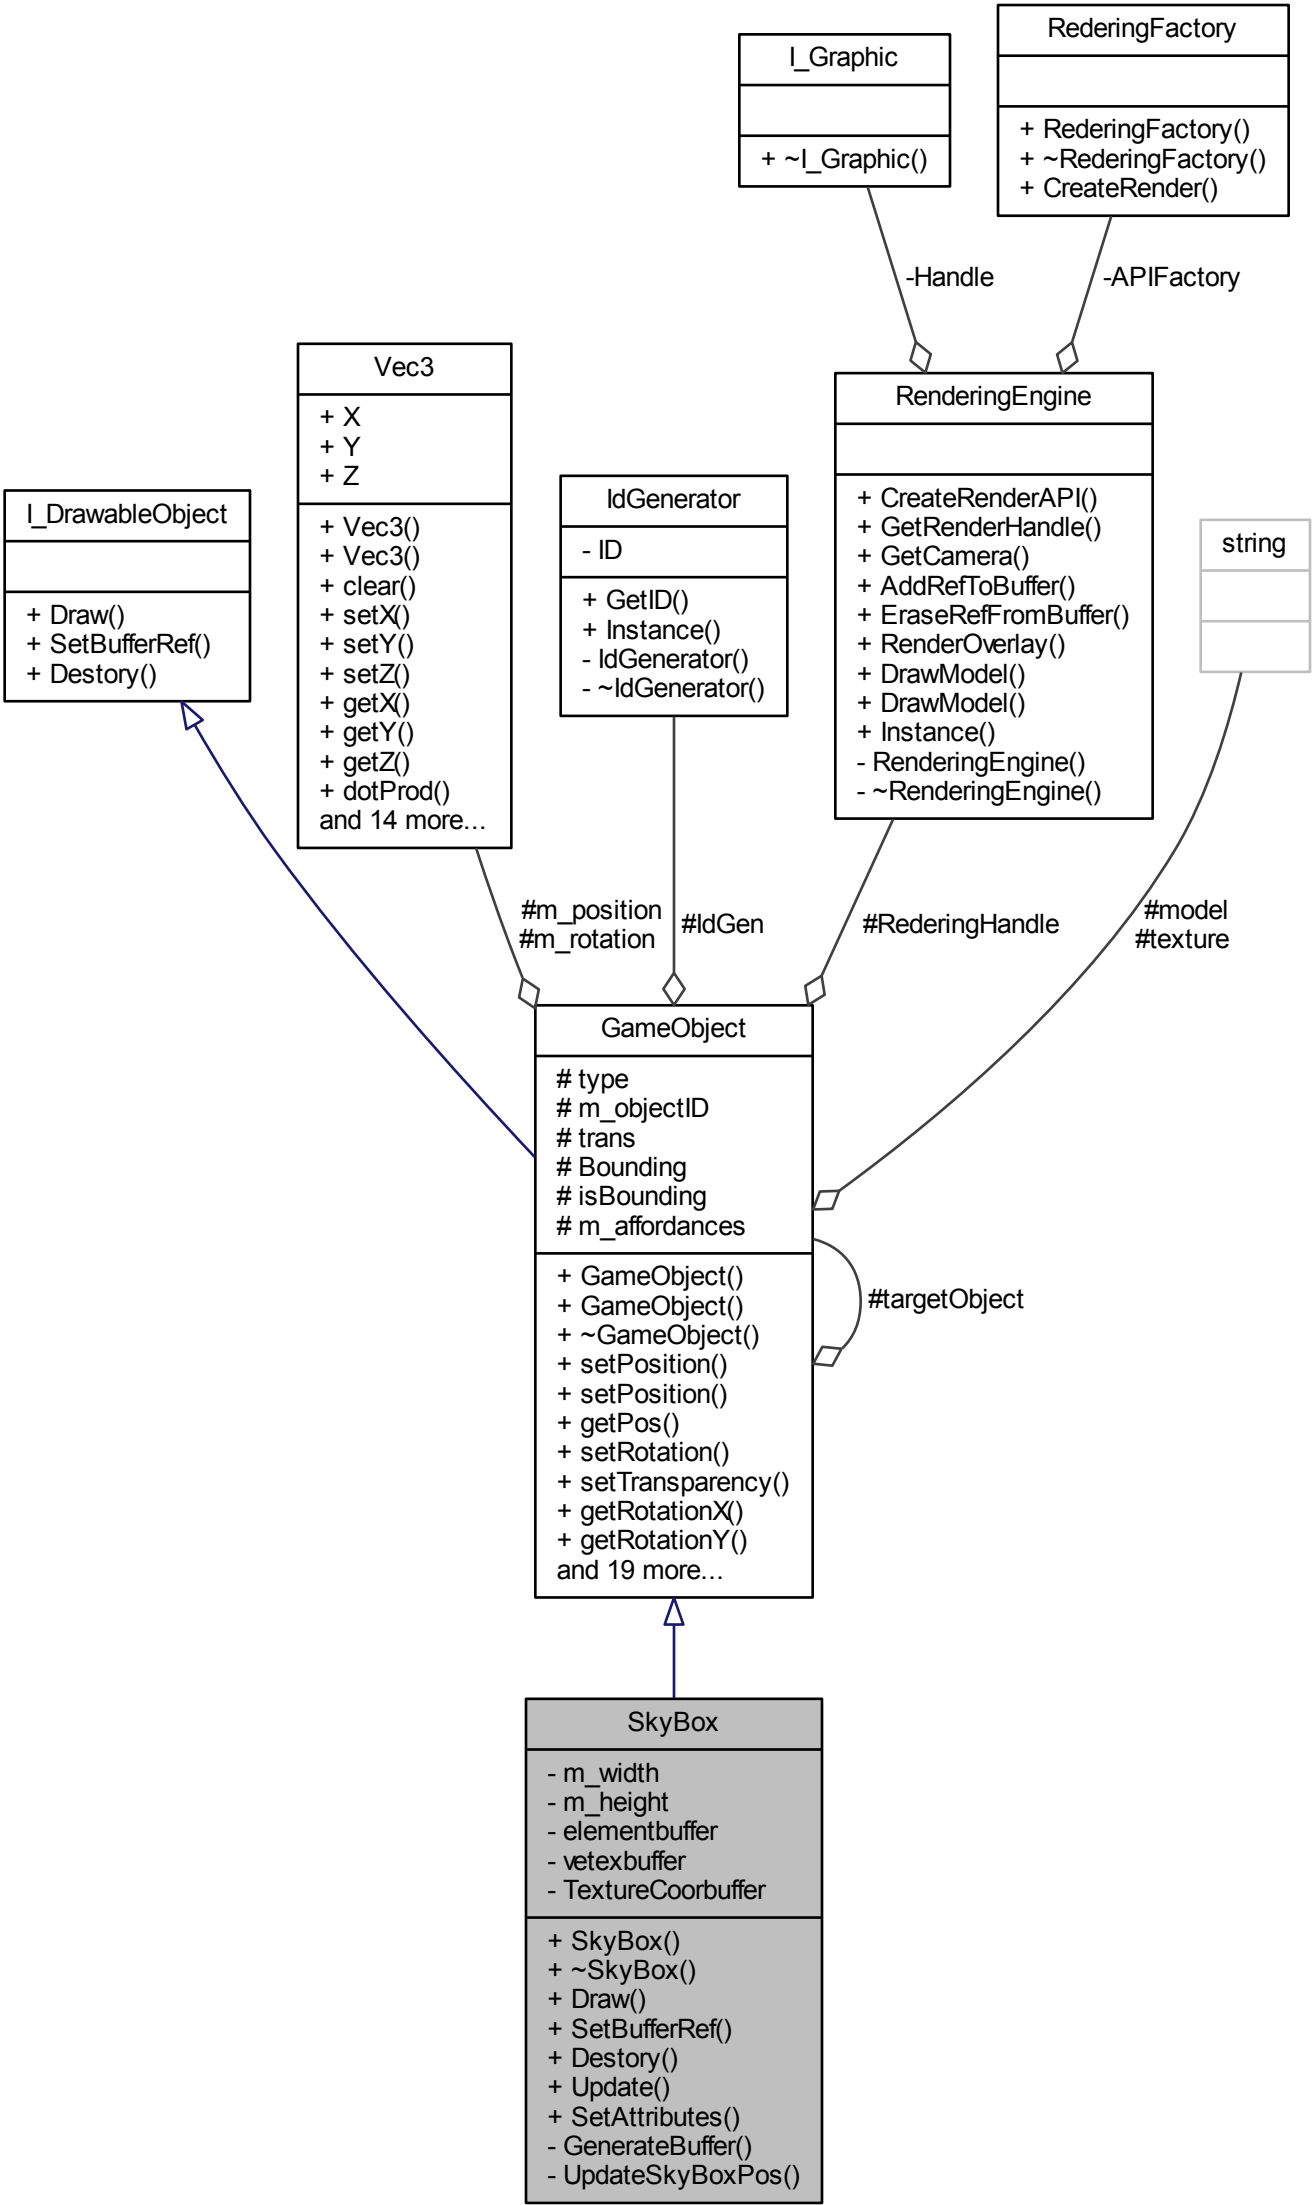 RederingFactory
+ RederingFactory()
+ ~RederingFactory()
+ CreateRender()
I_Graphic
+ ~I_Graphic()
-Handle
-APIFactory
Vec3
+ X
+ Y
+ Z
+ Vec3()
+ Vec3()
+ clear()
+ setX()
+ setY()
+ setZ()
+ getX()
+ getY()
+ getZ()
+ dotProd()
and 14 more...
RenderingEngine
+ CreateRenderAPI()
+ GetRenderHandle()
+ GetCamera()
+ AddRefToBuffer()
+ EraseRefFromBuffer()
+ RenderOverlay()
+ DrawModel()
+ DrawModel()
+ Instance()
- RenderingEngine()
- ~RenderingEngine()
IdGenerator
- ID
+ GetID()
+ Instance()
- IdGenerator()
- ~IdGenerator()
I_DrawableObject
+ Draw()
+ SetBufferRef()
+ Destory()
string
#m_position
#m_rotation
#IdGen
#RederingHandle
#model
#texture
GameObject
# type
# m_objectID
# trans
# Bounding
# isBounding
# m_affordances
+ GameObject()
+ GameObject()
+ ~GameObject()
+ setPosition()
+ setPosition()
+ getPos()
+ setRotation()
+ setTransparency()
+ getRotationX()
+ getRotationY()
and 19 more...
#targetObject
SkyBox
- m_width
- m_height
- elementbuffer
- vetexbuffer
- TextureCoorbuffer
+ SkyBox()
+ ~SkyBox()
+ Draw()
+ SetBufferRef()
+ Destory()
+ Update()
+ SetAttributes()
- GenerateBuffer()
- UpdateSkyBoxPos()